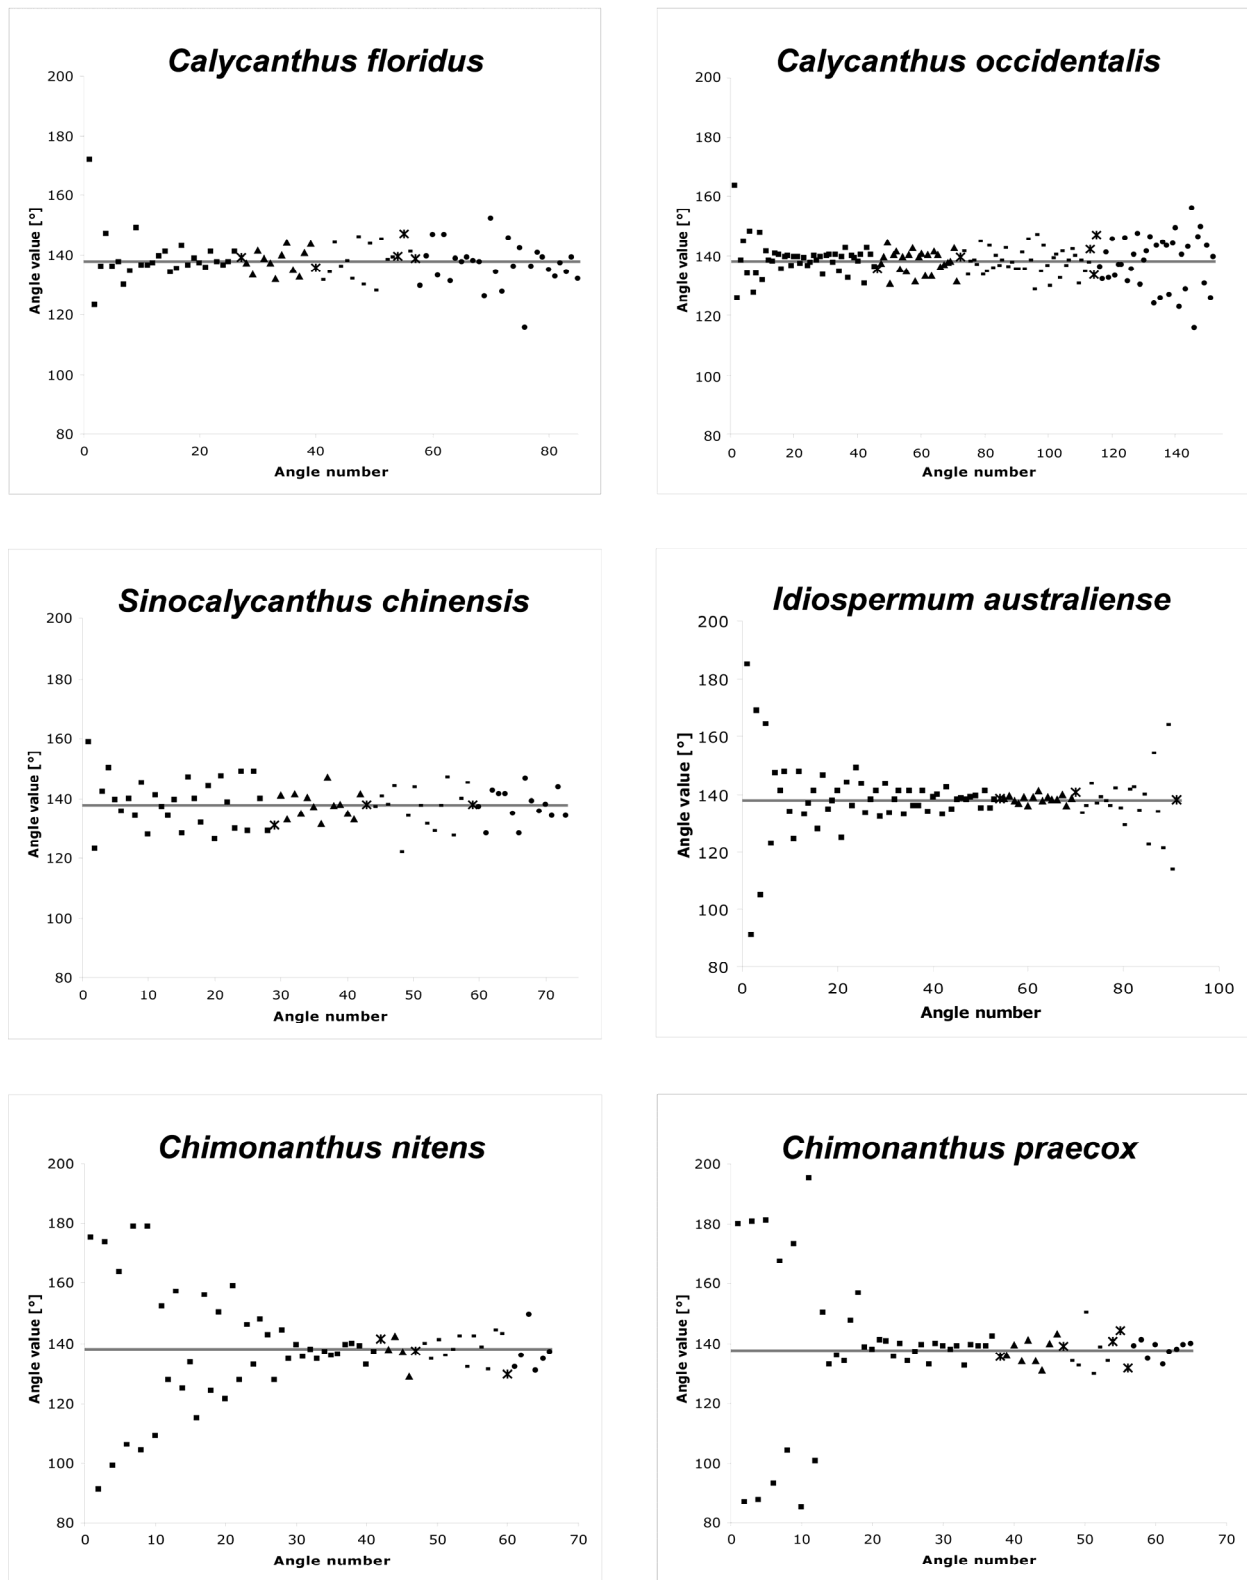 Calycanthus floridus
200
180
160
140
120
100
80
0 20 40 60 80
Angle value [°]
Angle number
Calycanthus occidentalis
200
180
160
140
120
100
80
0 20 40 60 80 100 120 140
Angle value [°]
Angle number
Sinocalycanthus chinensis
200
180
160
140
120
100
80
0 10 20 30 40 50 60 70
Angle value [°]
Angle number
Idiospermum australiense
200
180
160
140
120
100
80
0 20 40 60 80 100
Angle value [°]
Angle number
Chimonanthus nitens
200
180
160
140
120
100
80
0 10 20 30 40 50 60 70
Angle value [°]
Angle number
Chimonanthus praecox
200
180
160
140
120
100
80
0 10 20 30 40 50 60 70
Angle value [°]
Angle number